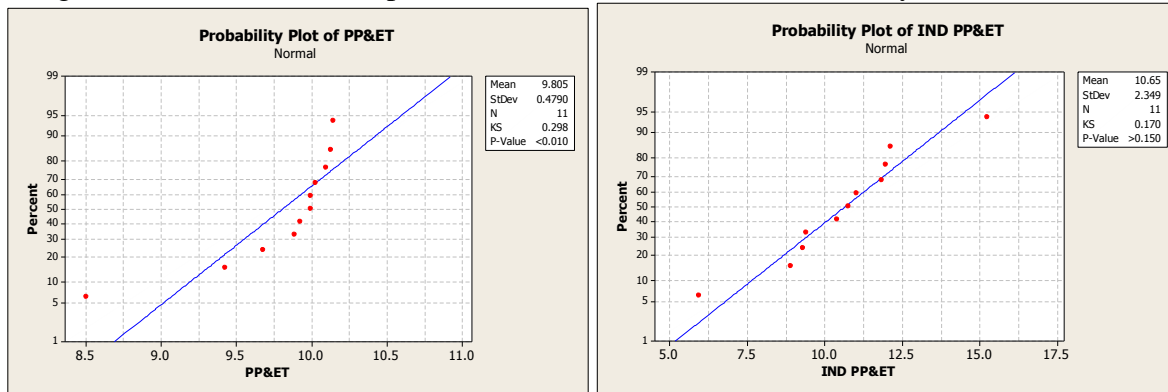 Probability Plot of PP&ET
Normal
99
95
90
80
70
60
50
40
30
20
10
5
1
Percent
8.5 9.0 9.5 10.0 10.5 11.0
PP&ET
Mean 9.805
StDev 0.4790
N 11
KS 0.298
P-Value <0.010
Probability Plot of IND PP&ET
Normal
99
95
90
80
70
60
50
40
30
20
10
5
1
Percent
5.0 7.5 10.0 12.5 15.0 17.5
IND PP&ET
Mean 10.65
StDev 2.349
N 11
KS 0.170
P-Value >0.150